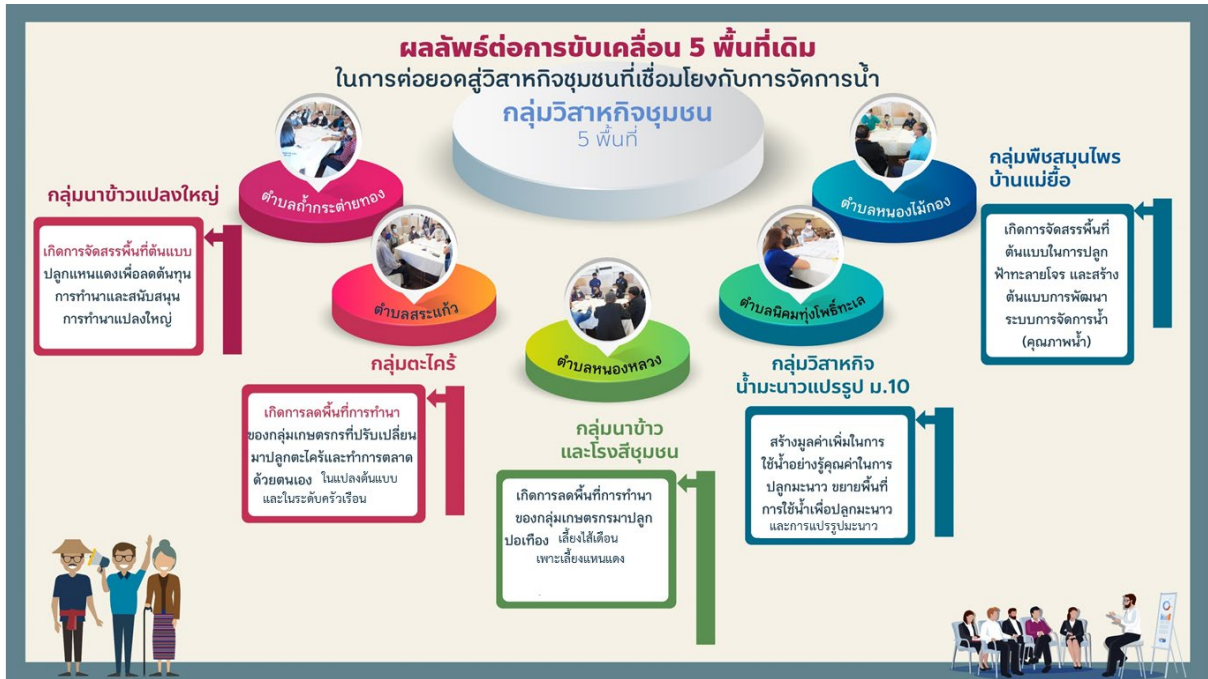 ผลลัพธ์ต่อการขับเคลื่อน 5 พื้นที่เดิม
ในการต่อยอดสู่วิสาหกิจชุมชนที่เชื่อมโยงกับการจัดการน้ำ
กลุ่มวิสาหกิจชุมชน
5 พื้นที่
ตำบลถ้ำกระต่ายทอง
กลุ่มนาข้าวแปลงใหญ่
เกิดการจัดสรรพื้นที่ต้นแบบ
ปลูกแหนแดงเพื่อลดต้นทุน
การทำนาและสนับสนุน
การทำนาแปลงใหญ่
ตำบลสระแก้ว
กลุ่มตะไคร้
เกิดการลดพื้นที่การทำนา
ของกลุ่มเกษตรกรที่ปรับเปลี่ยน
มาปลูกตะไคร้และทำการตลาด
ด้วยตนเอง ในแปลงต้นแบบ
และในระดับครัวเรือน
ตำบลหนองหลวง
กลุ่มนาข้าว
และโรงสีชุมชน
เกิดการลดพื้นที่การทำนา
ของกลุ่มเกษตรกรมาปลูก
ปอเทือง เลี้ยงไส้เดือน
เพาะเลี้ยงแหนแดง
ตำบลนิคมทุ่งโพธิ์ทะเล
กลุ่มวิสาหกิจ
น้ำมะนาวแปรรูป ม.10
สร้างมูลค่าเพิ่มในการ
ใช้น้ำอย่างรู้คุณค่าในการ
ปลูกมะนาว ขยายพื้นที่
การใช้น้ำเพื่อปลูกมะนาว
และการแปรรูปมะนาว
ตำบลหนองไม้กอง
กลุ่มพืชสมุนไพร
บ้านแม่ยื้อ
เกิดการจัดสรรพื้นที่
ต้นแบบในการปลูก
ฟ้าทะลายโจร และสร้าง
ต้นแบบการพัฒนา
ระบบการจัดการน้ำ
(คุณภาพน้ำ)